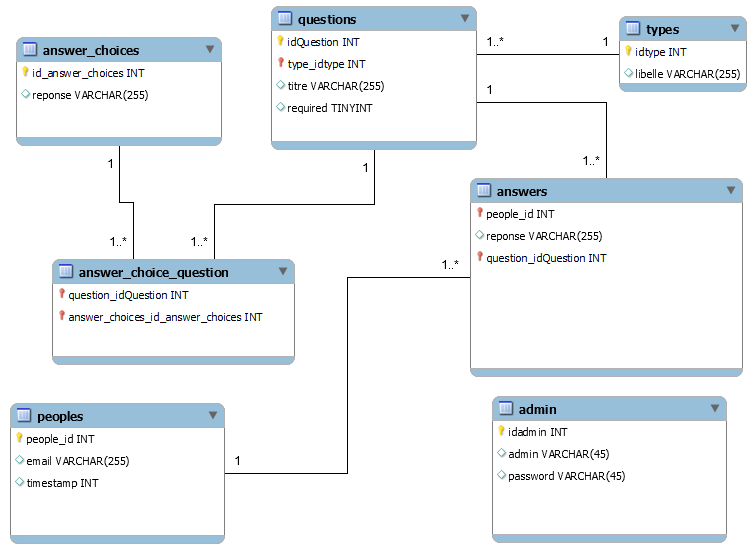 answer_choices
id_answer_choices INT
reponse VARCHAR(255)
questions
idQuestion INT
type_idtype INT
titre VARCHAR(255)
required TINYINT
types
idtype INT
libelle VARCHAR(255)
1..*
1
1
1..*
1
1..*
1
1..*
answers
people_id INT
reponse VARCHAR(255)
question_idQuestion INT
answer_choice_question
question_idQuestion INT
answer_choices_id_answer_choices INT
1..*
1
peoples
people_id INT
email VARCHAR(255)
timestamp INT
admin
idadmin INT
admin VARCHAR(45)
password VARCHAR(45)